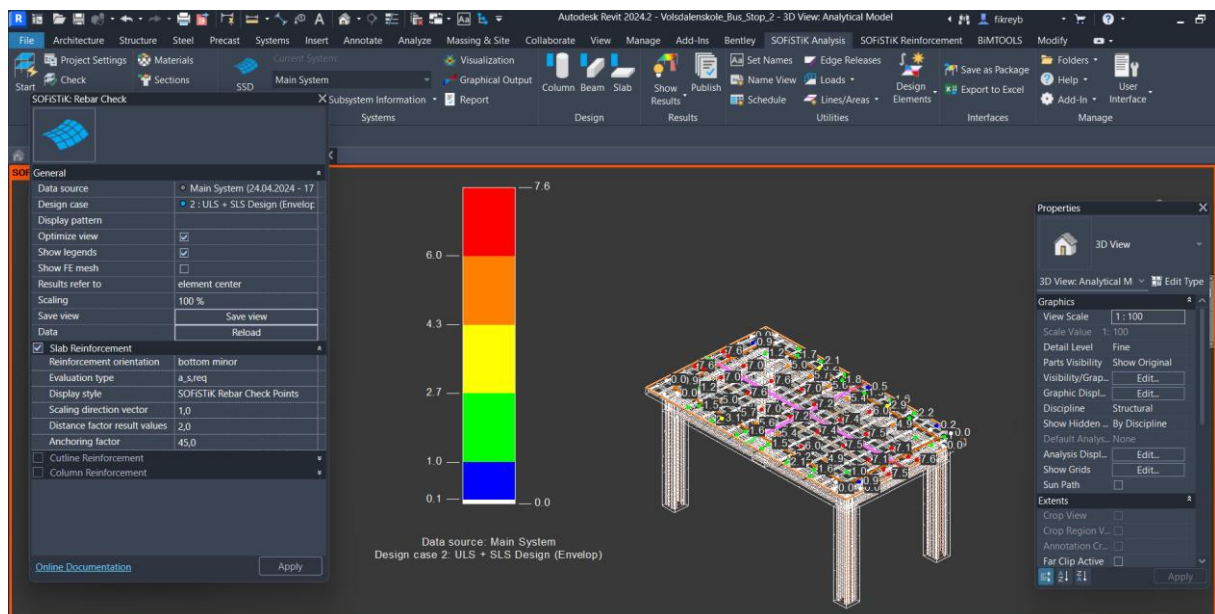 Autodesk Revit 2024.2 - Volsdalenskole_Bus_Stop_2 - 3D View: Analytical Model
fikreyb
File Architecture Structure Steel Precast Systems Insert Annotate Analyze Massing & Site Collaborate View Manage Add-Ins Bentley SOFiSTiK Analysis SOFiSTiK Reinforcement BiMTOOLS Modify
Start
Project Settings
Check
Materials
Sections
SSD
Current System:
Main System
Subsystem Information
Systems
Visualization
Graphical Output
Report
Column Beam Slab
Design
Show Results
Publish
Results
Set Names
Name View
Schedule
Edge Releases
Loads
Lines/Areas
Design Elements
Utilities
Save as Package
Export to Excel
Interfaces
Folders
Help
Add-In
User Interface
Manage
SOFiSTiK: Rebar Check
General
Data source Main System (24.04.2024 - 17
Design case 2 : ULS + SLS Design (Envelop
Display pattern
Optimize view
Show legends
Show FE mesh
Results refer to element center
Scaling 100 %
Save view Save view
Data Reload
Slab Reinforcement
Reinforcement orientation bottom minor
Evaluation type a_s,req
Display style SOFiSTiK Rebar Check Points
Scaling direction vector 1,0
Distance factor result values 2,0
Anchoring factor 45,0
Cutline Reinforcement
Column Reinforcement
Online Documentation
Apply
7.6
6.0
4.3
2.7
1.0
0.1
0.0
Data source: Main System
Design case 2: ULS + SLS Design (Envelop)
Properties
3D View
3D View: Analytical M Edit Type
Graphics
View Scale 1 : 100
Scale Value 1: 100
Detail Level Fine
Parts Visibility Show Original
Visibility/Grap... Edit...
Graphic Displ... Edit...
Discipline Structural
Show Hidden ... By Discipline
Default Analys... None
Analysis Displ... Edit...
Show Grids Edit...
Sun Path
Extents
Crop View
Crop Region V...
Annotation Cr...
Far Clip Active
Apply